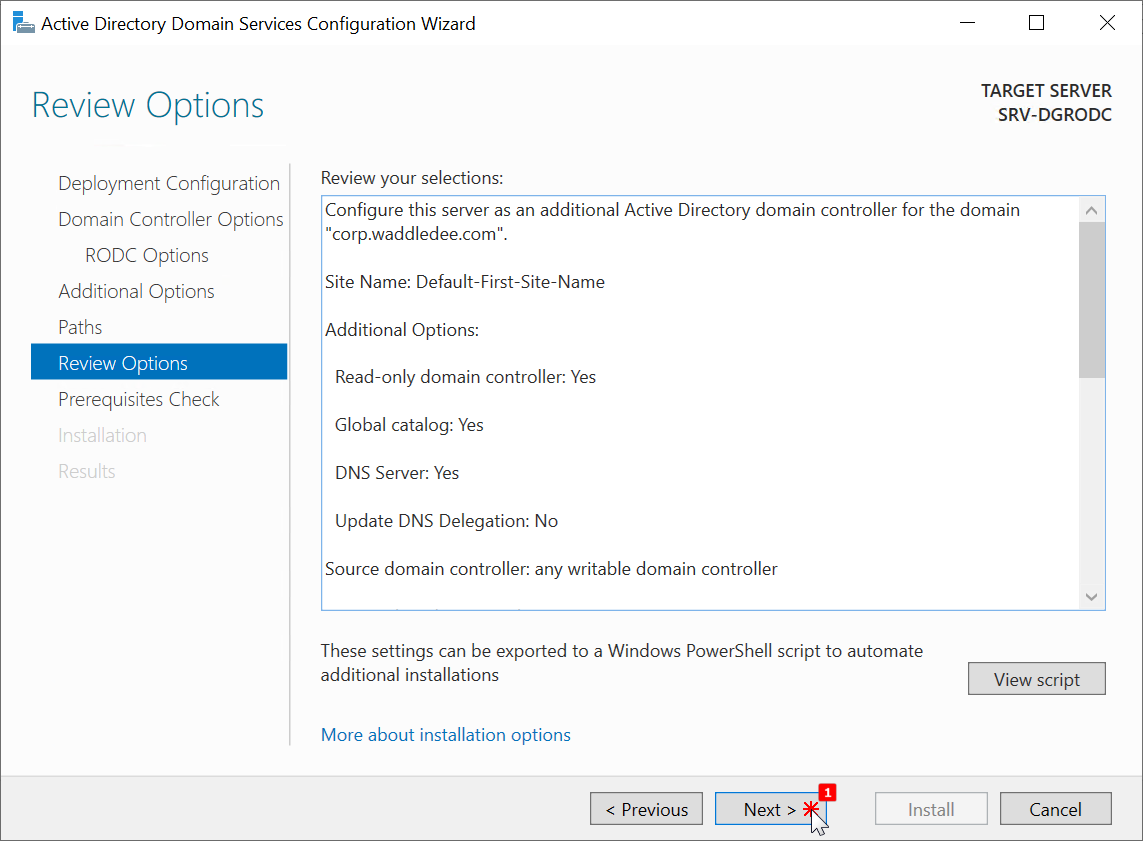 Active Directory Domain Services Configuration Wizard
Review Options
TARGET SERVER
SRV-DGRODC
Deployment Configuration
Domain Controller Options
RODC Options
Additional Options
Paths
Review Options
Prerequisites Check
Installation
Results
Review your selections:
Configure this server as an additional Active Directory domain controller for the domain
"corp.waddledee.com".
Site Name: Default-First-Site-Name
Additional Options:
Read-only domain controller: Yes
Global catalog: Yes
DNS Server: Yes
Update DNS Delegation: No
Source domain controller: any writable domain controller
These settings can be exported to a Windows PowerShell script to automate
additional installations
View script
More about installation options
< Previous
Next >
1
Install
Cancel